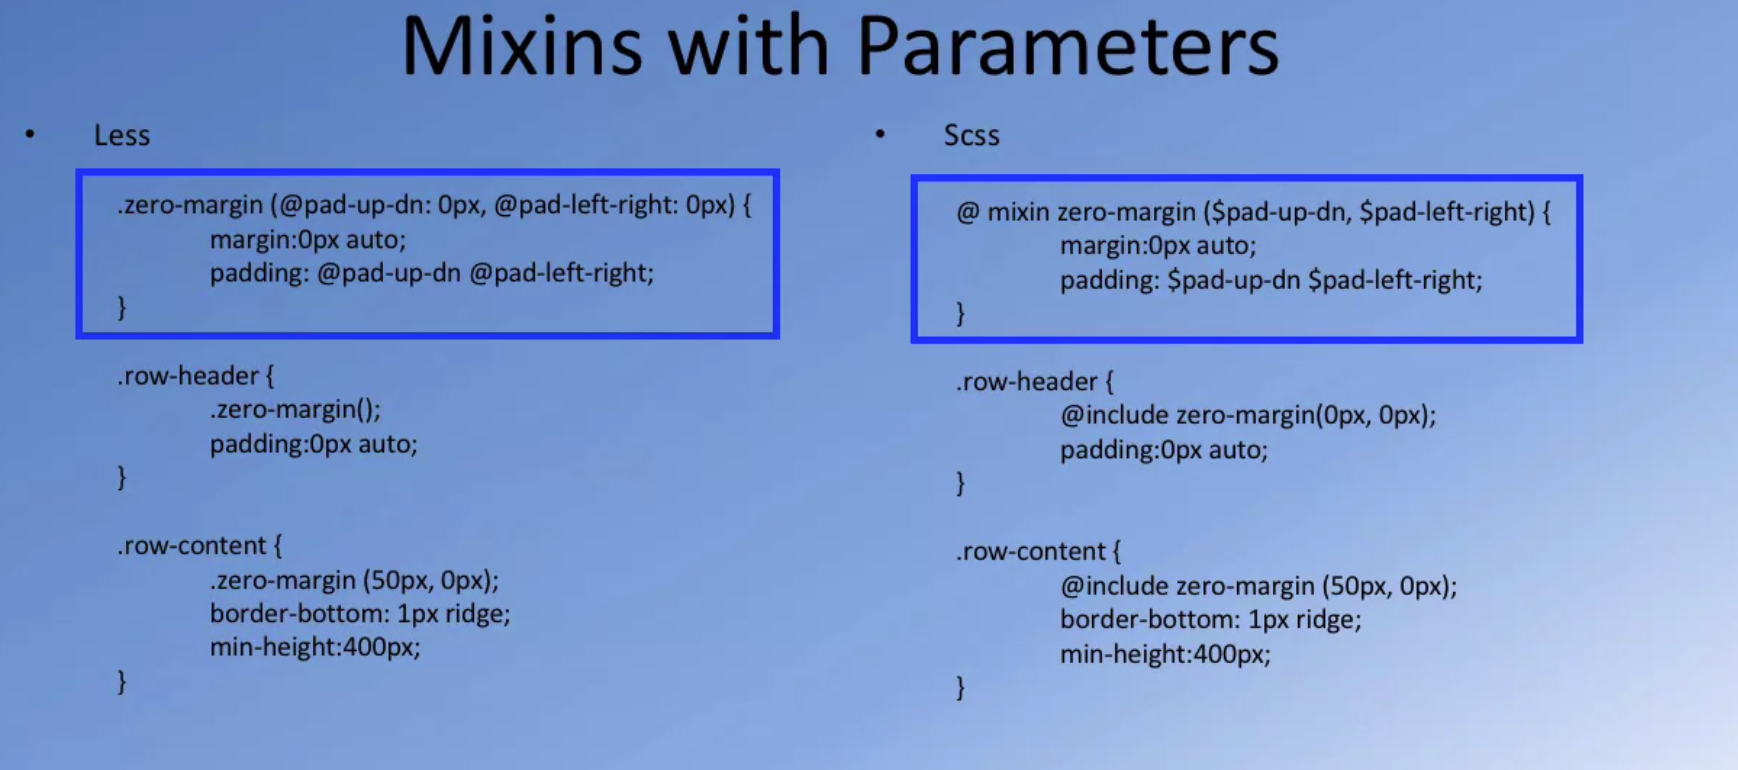 Mixins with Parameters
• Less
.zero-margin (@pad-up-dn: 0px, @pad-left-right: 0px) {
margin:0px auto;
padding: @pad-up-dn @pad-left-right;
}
.row-header {
.zero-margin();
padding:0px auto;
}
.row-content {
.zero-margin (50px, 0px);
border-bottom: 1px ridge;
min-height:400px;
}
• Scss
@ mixin zero-margin ($pad-up-dn, $pad-left-right) {
margin:0px auto;
padding: $pad-up-dn $pad-left-right;
}
.row-header {
@include zero-margin(0px, 0px);
padding:0px auto;
}
.row-content {
@include zero-margin (50px, 0px);
border-bottom: 1px ridge;
min-height:400px;
}